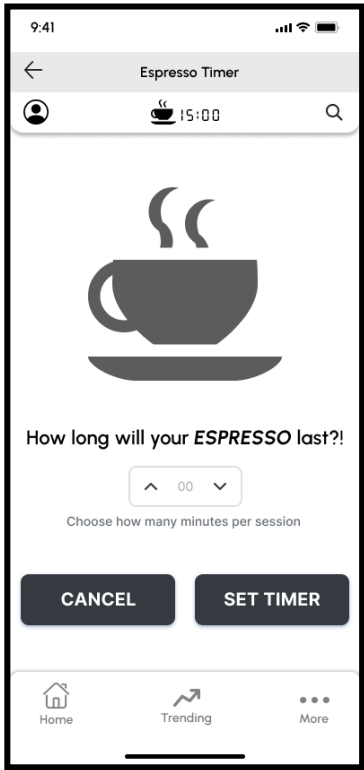 9:41
Espresso Timer
15:00
How long will your ESPRESSO last?!
00
Choose how many minutes per session
CANCEL SET TIMER
Home Trending More